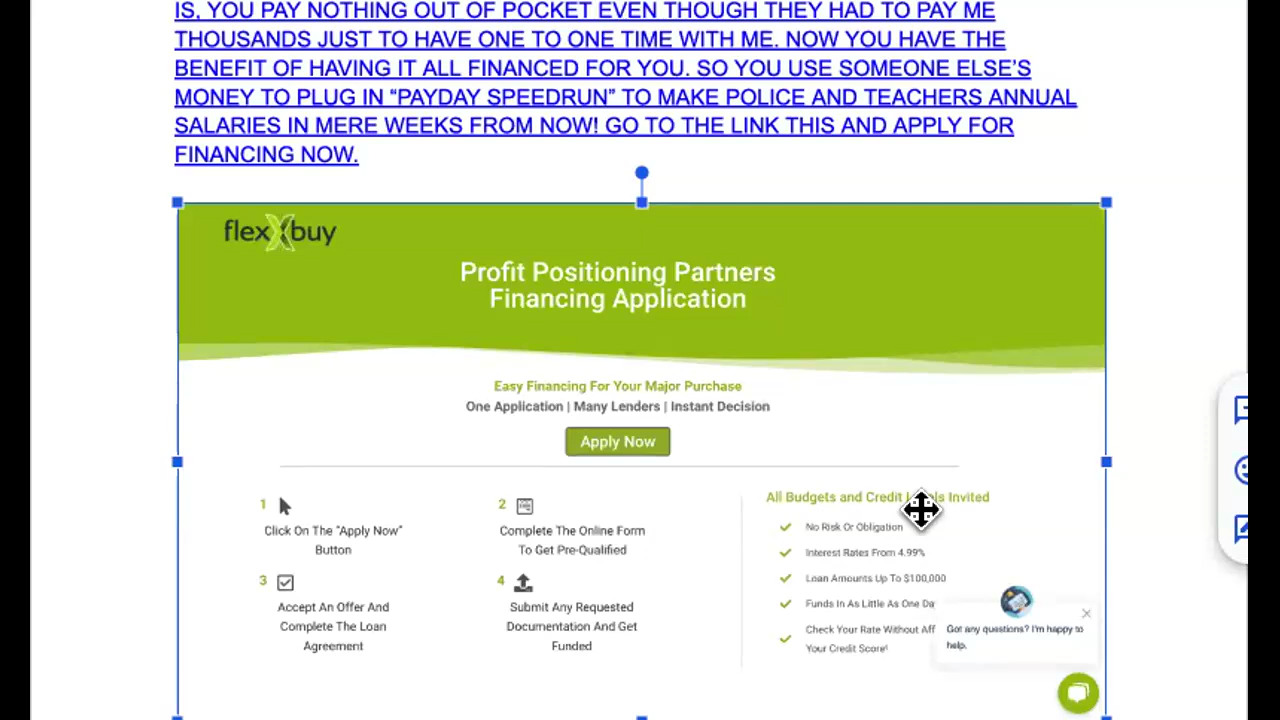 IS, YOU PAY NOTHING OUT OF POCKET EVEN THOUGH THEY HAD TO PAY ME
THOUSANDS JUST TO HAVE ONE TO ONE TIME WITH ME. NOW YOU HAVE THE
BENEFIT OF HAVING IT ALL FINANCED FOR YOU. SO YOU USE SOMEONE ELSE’S
MONEY TO PLUG IN “PAYDAY SPEEDRUN” TO MAKE POLICE AND TEACHERS ANNUAL
SALARIES IN MERE WEEKS FROM NOW! GO TO THE LINK THIS AND APPLY FOR
FINANCING NOW.
flexXbuy
Profit Positioning Partners
Financing Application
Easy Financing For Your Major Purchase
One Application | Many Lenders | Instant Decision
Apply Now
1
Click On The "Apply Now"
Button
2
Complete The Online Form
To Get Pre-Qualified
3
Accept An Offer And
Complete The Loan
Agreement
4
Submit Any Requested
Documentation And Get
Funded
All Budgets and Credit Invited
No Risk Or Obligation
Interest Rates From 4.99%
Loan Amounts Up To $100,000
Funds In As Little As One Da
Check Your Rate Without Aff
Your Credit Score¹
Got any questions? I'm happy to
help.